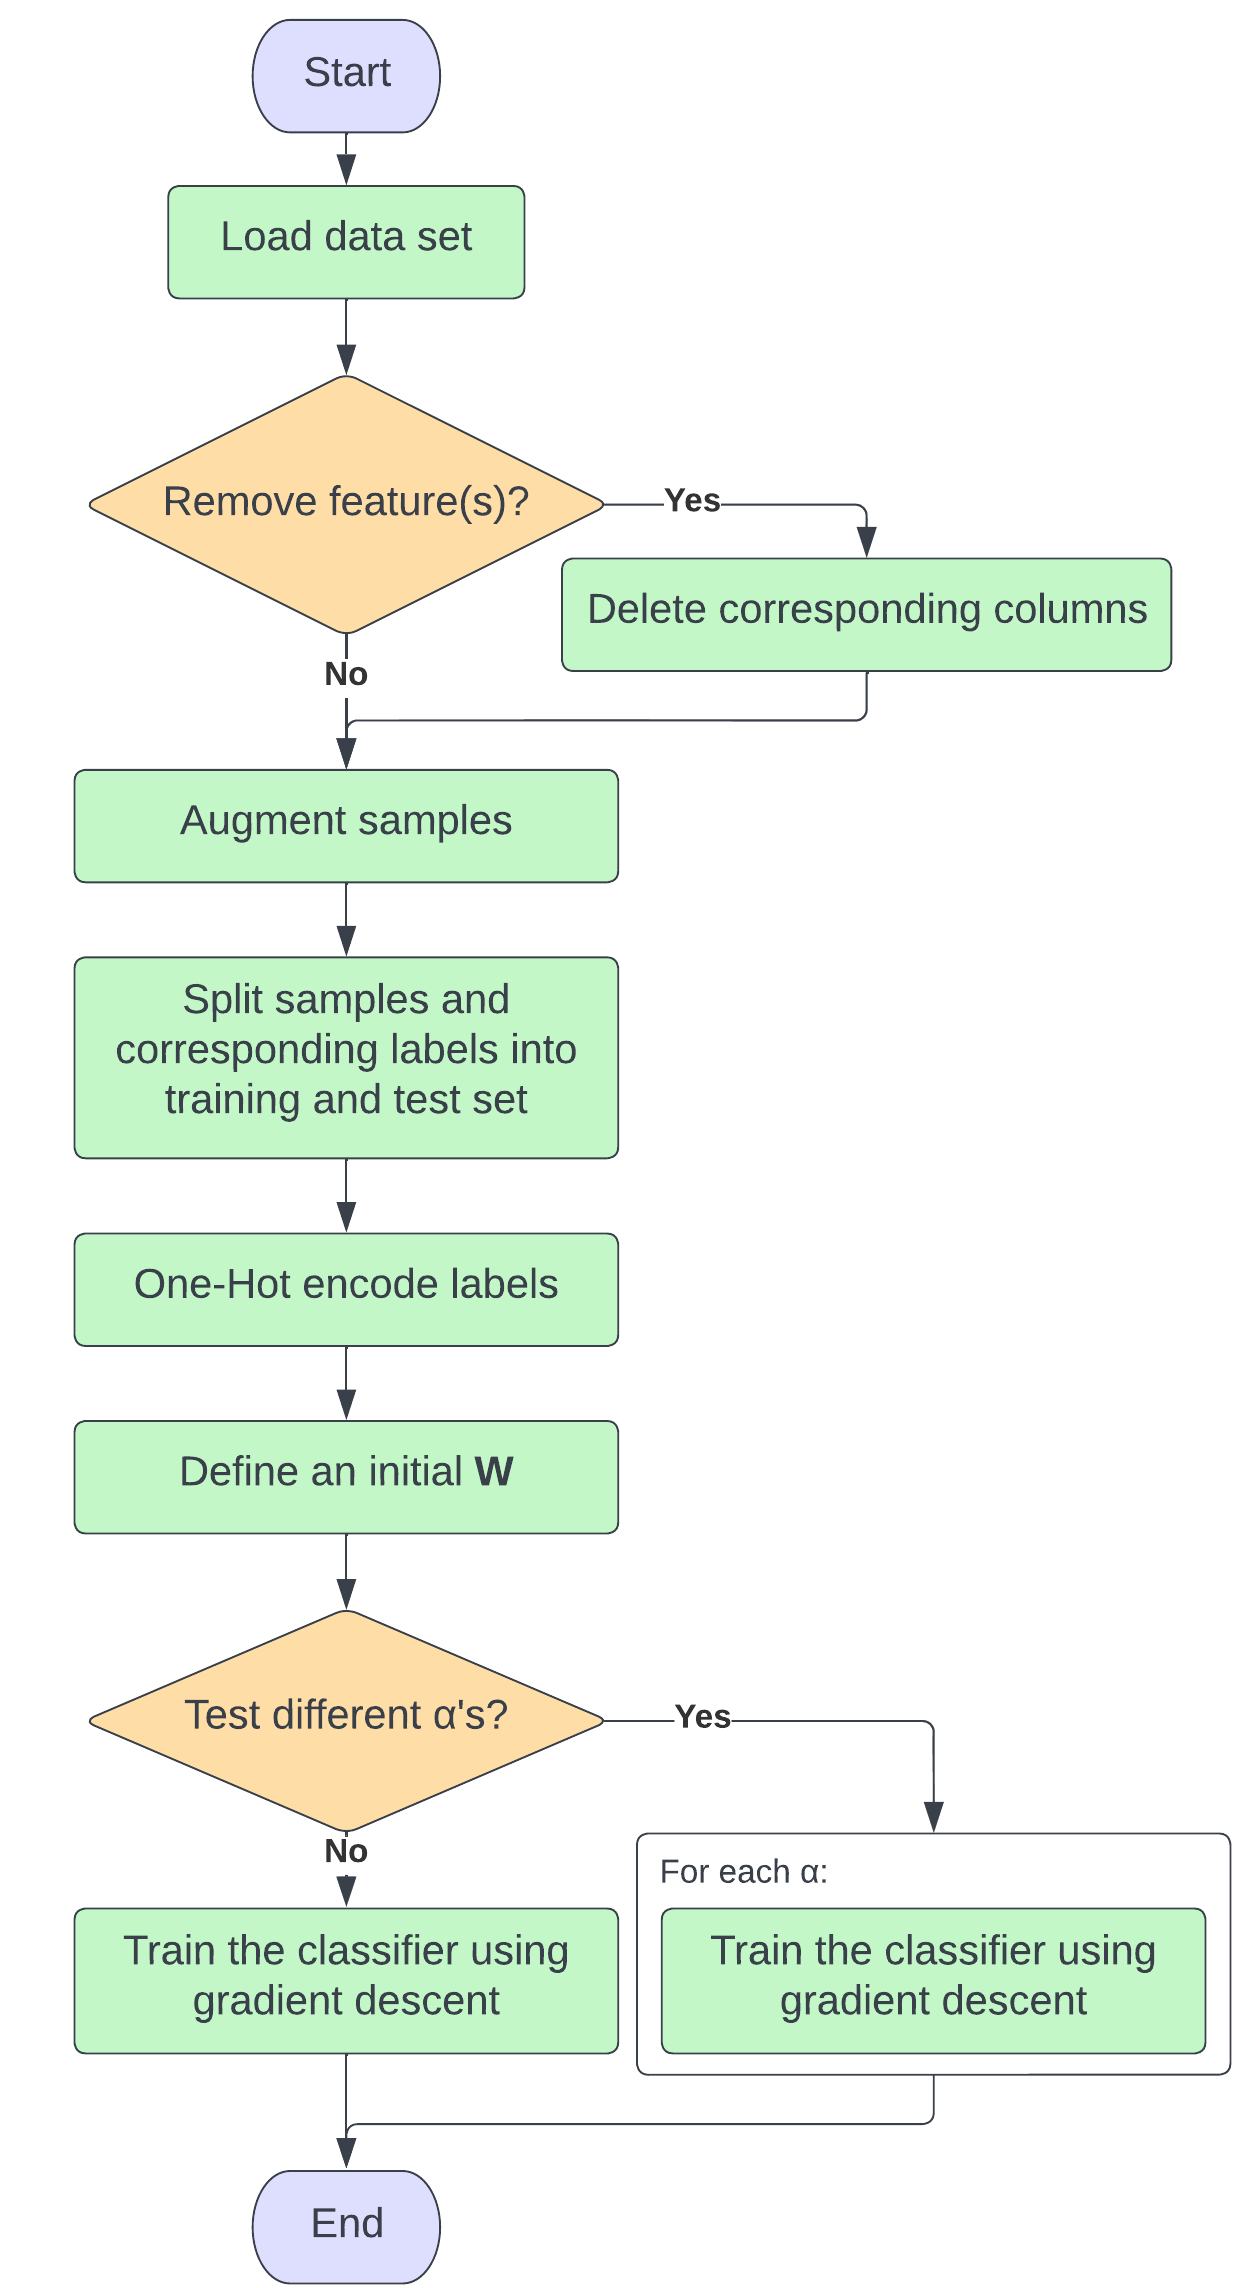 Start
Load data set
Remove feature(s)?
Yes
Delete corresponding columns
No
Augment samples
Split samples and
corresponding labels into
training and test set
One-Hot encode labels
Define an initial W
Test different α's?
Yes
No
Train the classifier using
gradient descent
For each α:
Train the classifier using
gradient descent
End